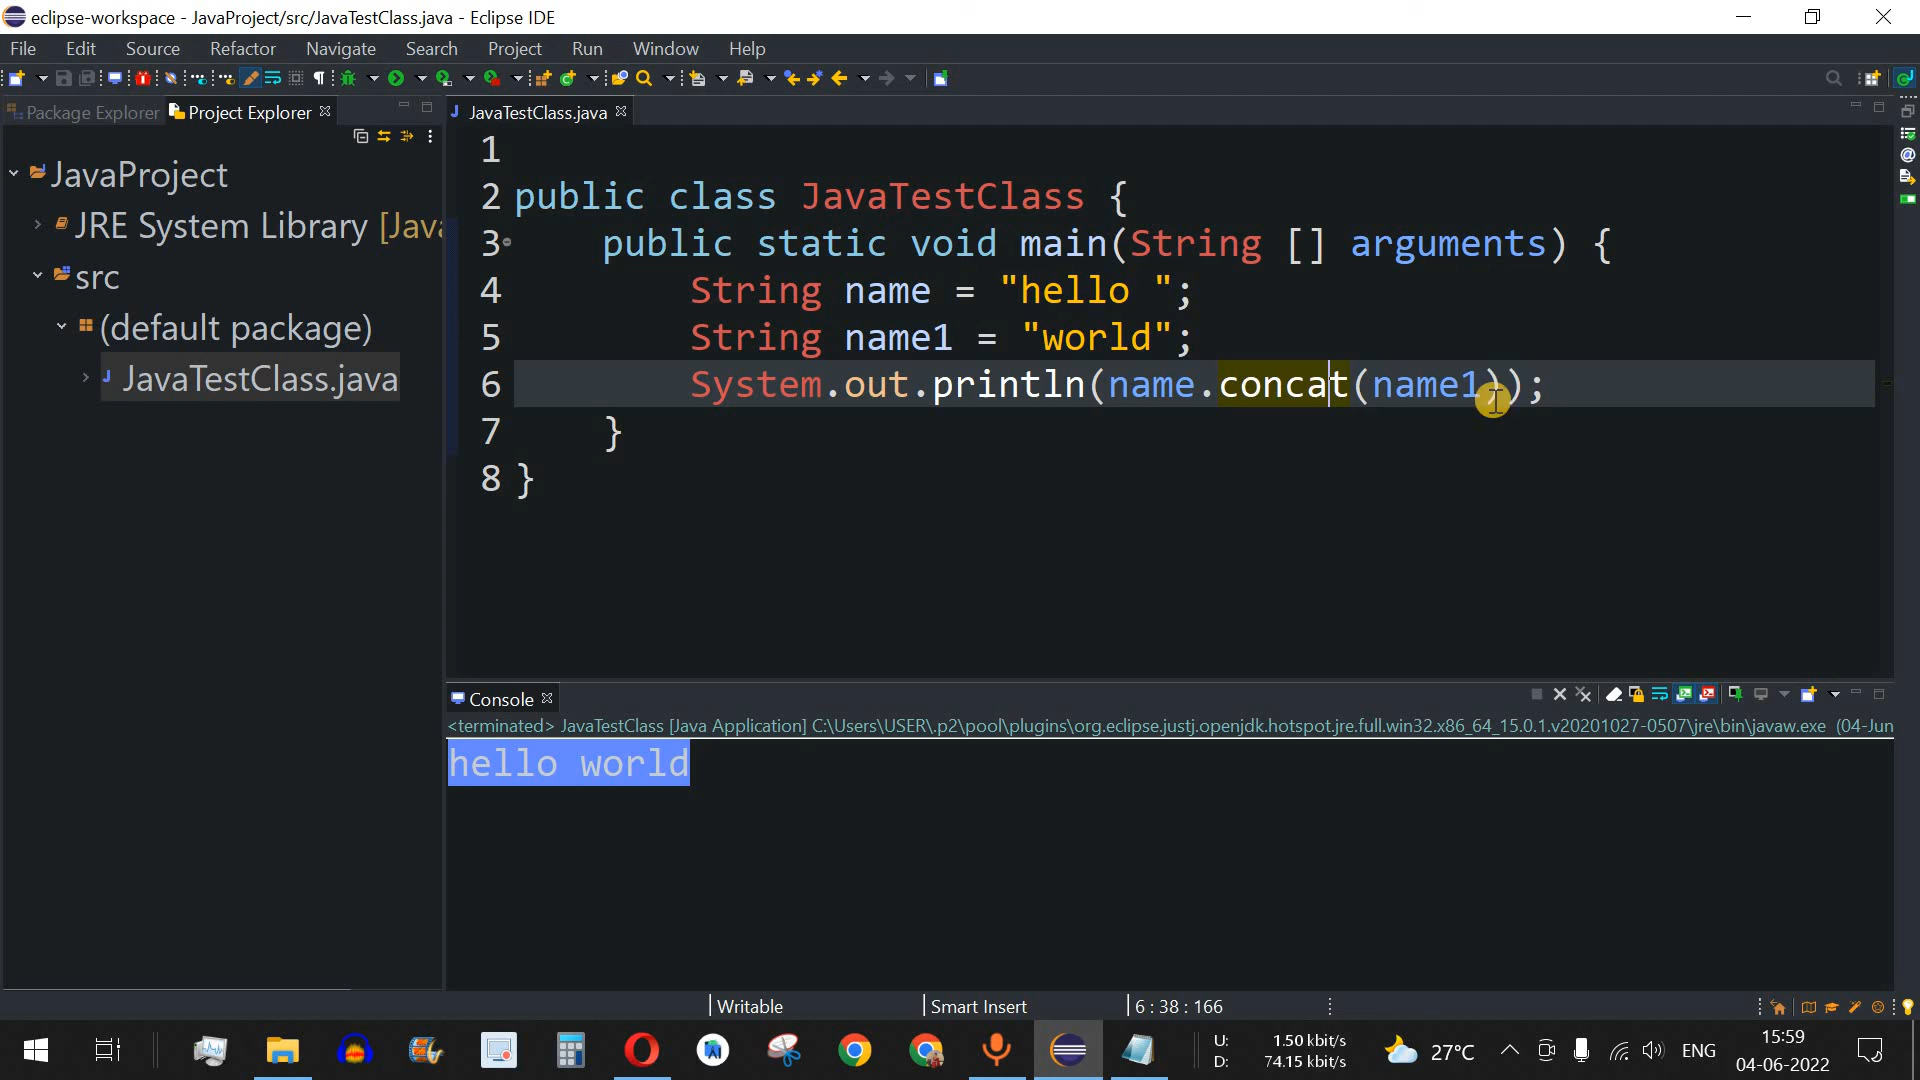 eclipse-workspace - JavaProject/src/JavaTestClass.java - Eclipse IDE
File Edit Source Refactor Navigate Search Project Run Window Help
Package Explorer Project Explorer JavaTestClass.java
JavaProject
JRE System Library [Java
src
(default package)
JavaTestClass.java
1
2 public class JavaTestClass {
3 public static void main(String [] arguments) {
4 String name = "hello ";
5 String name1 = "world";
6 System.out.println(name.concat(name1));
7 }
8 }
Console
<terminated> JavaTestClass [Java Application] C:\Users\USER\.p2\pool\plugins\org.eclipse.justj.openjdk.hotspot.jre.full.win32.x86_64_15.0.1.v20201027-0507\jre\bin\javaw.exe (04-Jun
hello world
Writable Smart Insert 6 : 38 : 166
U: 1.50 kbit/s
D: 74.15 kbit/s
27°C
ENG
15:59
04-06-2022